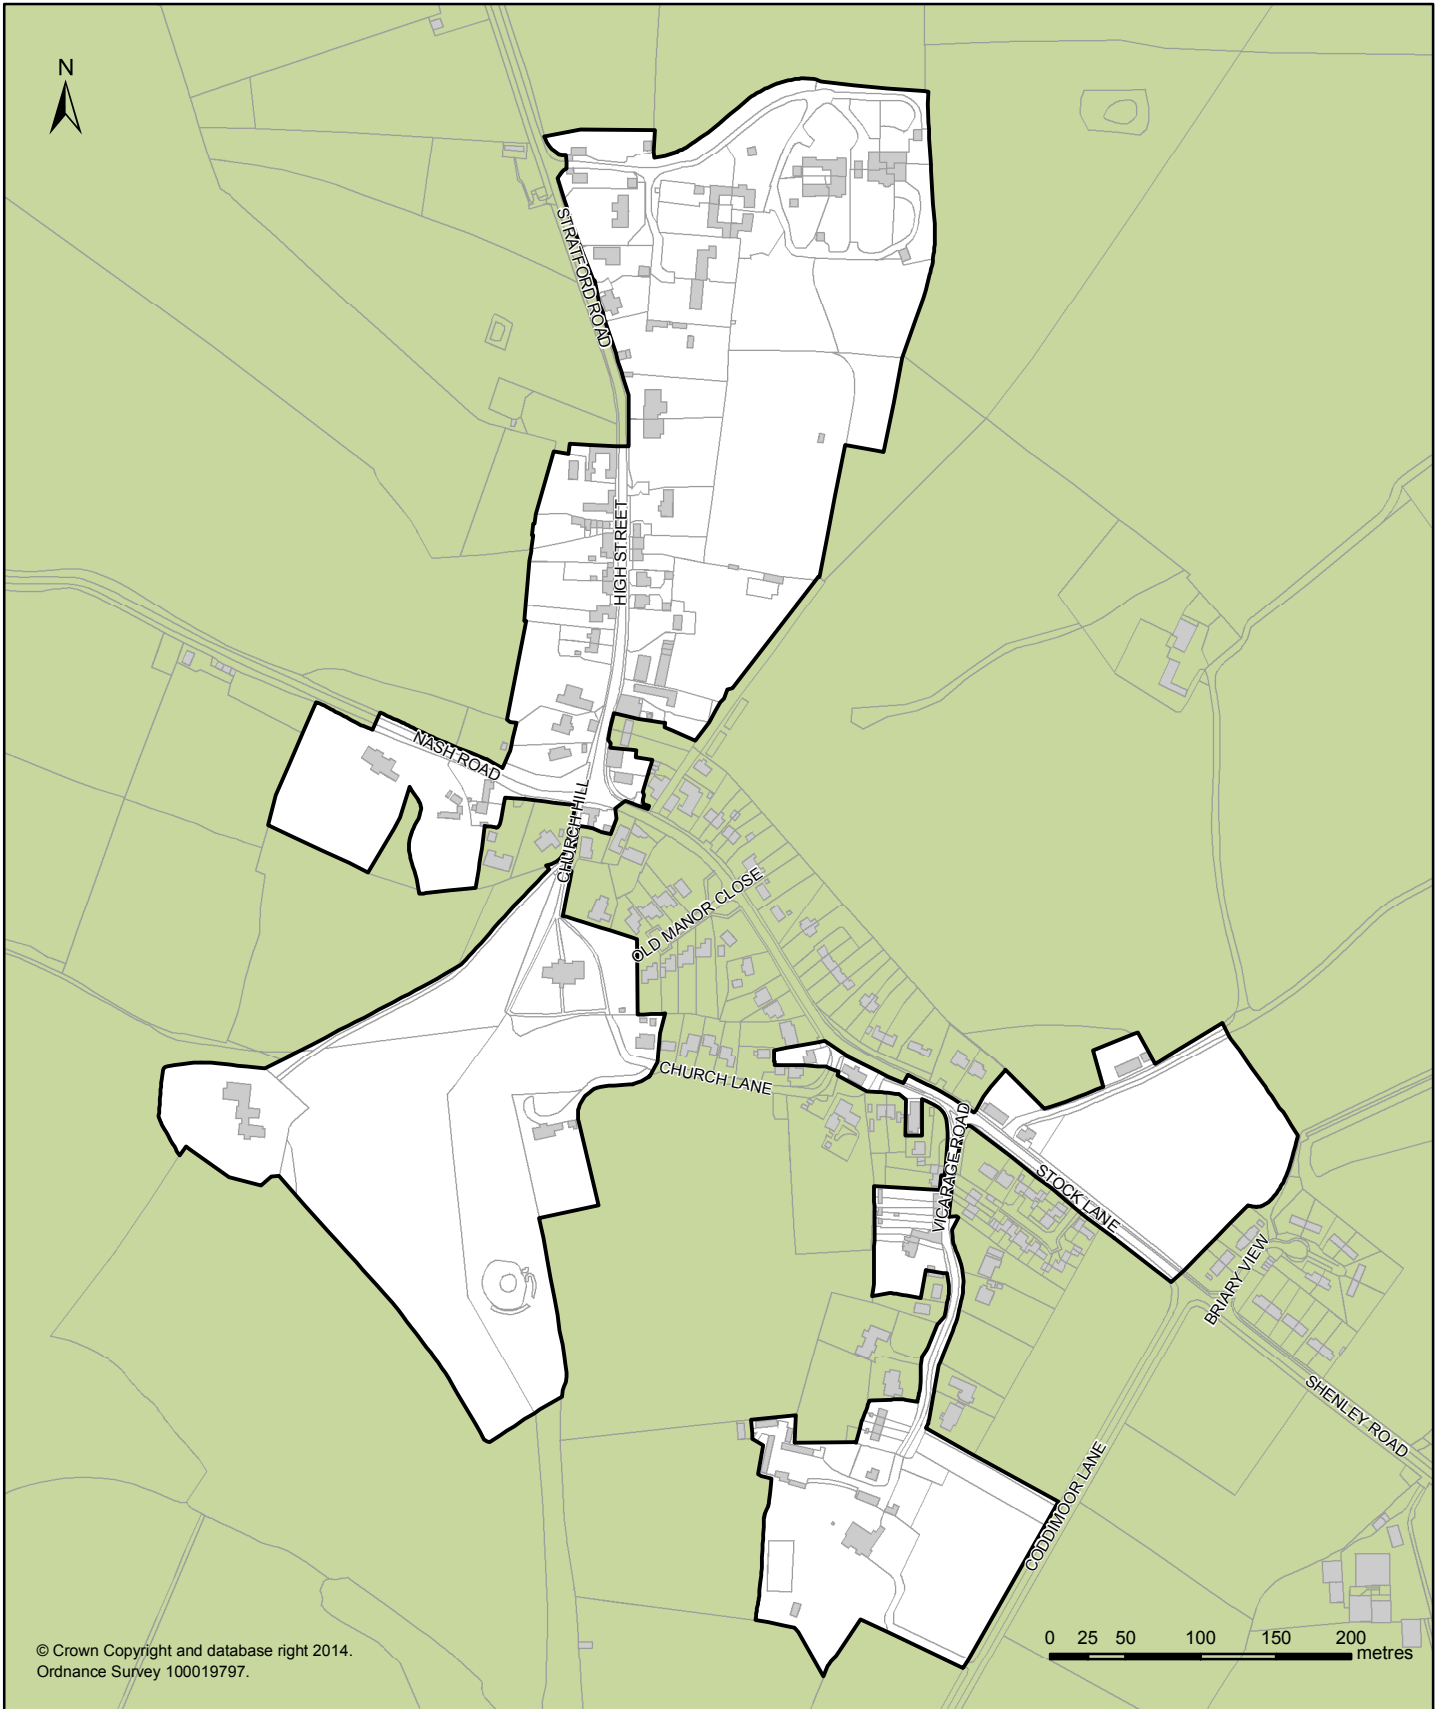 N
STRATFORD ROAD
HIGH STREET
NASH ROAD
CHURCH HILL
OLD MANOR CLOSE
CHURCH LANE
VICARAGE ROAD
STOCK LANE
BRIARY VIEW
SHENLEY ROAD
CODDIMOOR LANE
© Crown Copyright and database right 2014.
Ordnance Survey 100019797.
0 25 50 100 150 200
metres